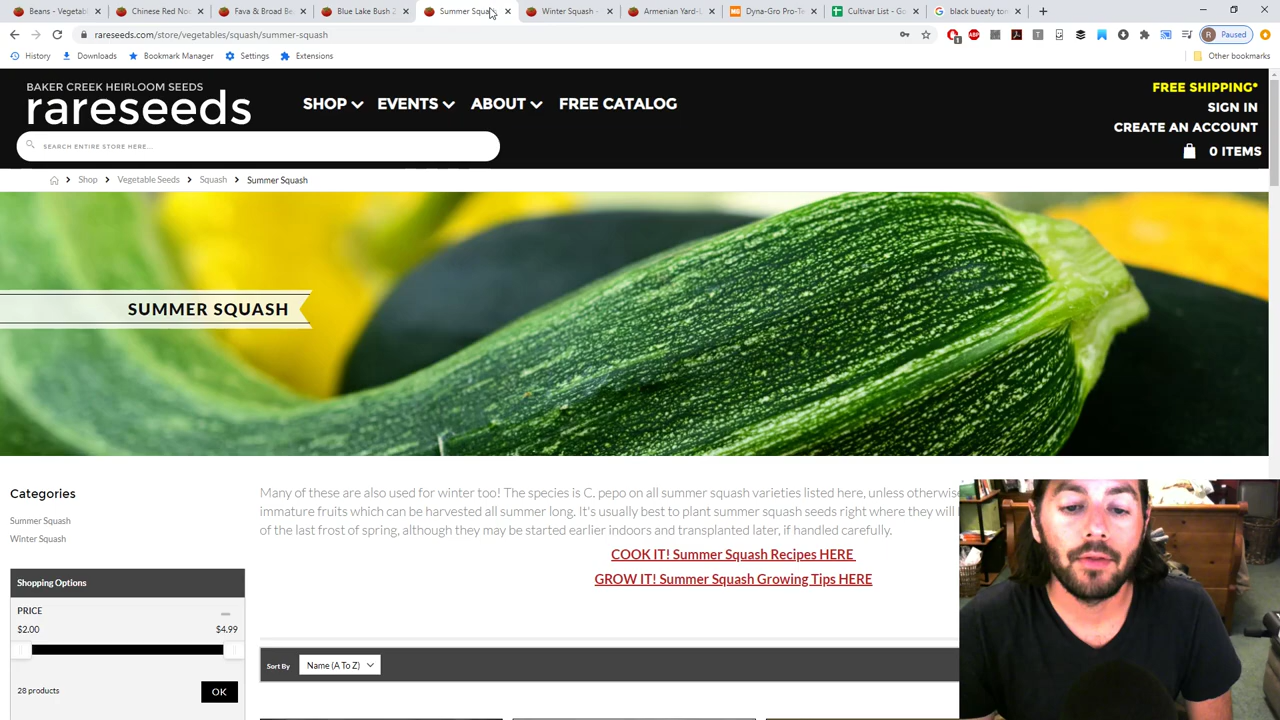 Beans - Vegetabl
Chinese Red Noo
Fava & Broad Be
Blue Lake Bush 2
Summer Squas
Winter Squash -
Armenian Yard-L
Dyna-Gro Pro-Te
Cultivar List - Go
black bueaty tom
rareseeds.com/store/vegetables/squash/summer-squash
R Paused
History
Downloads
Bookmark Manager
Settings
Extensions
Other bookmarks
BAKER CREEK HEIRLOOM SEEDS
rareseeds
SHOP
EVENTS
ABOUT
FREE CATALOG
FREE SHIPPING*
SIGN IN
CREATE AN ACCOUNT
0 ITEMS
SEARCH ENTIRE STORE HERE...
Shop
Vegetable Seeds
Squash
Summer Squash
SUMMER SQUASH
Categories
Summer Squash
Winter Squash
Shopping Options
PRICE
$2.00
$4.99
28 products
OK
Many of these are also used for winter too! The species is C. pepo on all summer squash varieties listed here, unless otherwise
immature fruits which can be harvested all summer long. It's usually best to plant summer squash seeds right where they will
of the last frost of spring, although they may be started earlier indoors and transplanted later, if handled carefully.
COOK IT! Summer Squash Recipes HERE
GROW IT! Summer Squash Growing Tips HERE
Sort By
Name (A To Z)